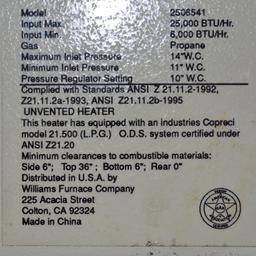 Model 2506541
Input Max. 25,000 BTU/Hr.
Input Min. 6,000 BTU/Hr.
Gas Propane
Maximum Inlet Pressure 14"W.C.
Minimum Inlet Pressure 11" W.C.
Pressure Regulator Setting 10" W.C.
Complied with Standards ANSI Z 21.11.2-1992,
Z21.11.2a-1993, ANSI Z21.11.2b-1995
UNVENTED HEATER
This heater has equipped with an industries Copreci
model 21.500 (L.P.G.) O.D.S. system certified under
ANSI Z21.20
Minimum clearances to combustible materials:
Side 6"; Top 36" ; Bottom 6"; Rear 0"
Distributed in U.S.A. by
Williams Furnace Company
225 Acacia Street
Colton, CA 92324
Made in China